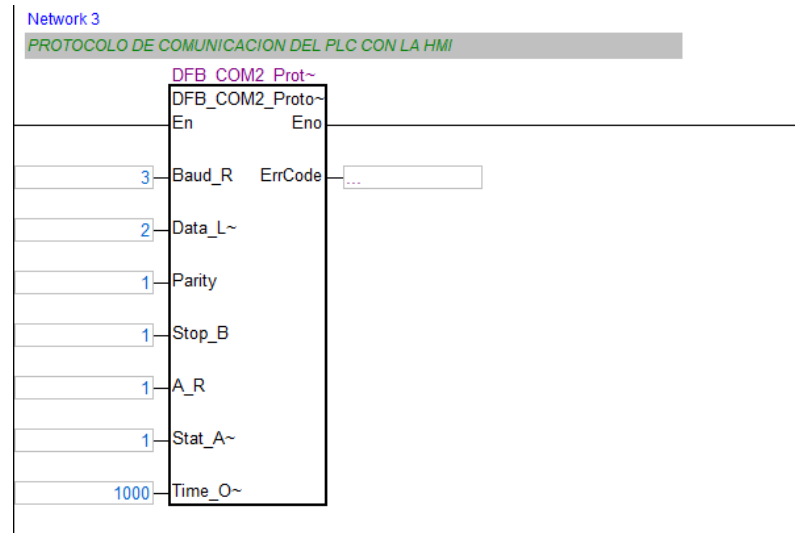 Network 3
PROTOCOLO DE COMUNICACION DEL PLC CON LA HMI
DFB_COM2_Prot~
DFB_COM2_Proto~
En Eno
3 Baud_R ErrCode ...
2 Data_L~
1 Parity
1 Stop_B
1 A_R
1 Stat_A~
1000 Time_O~